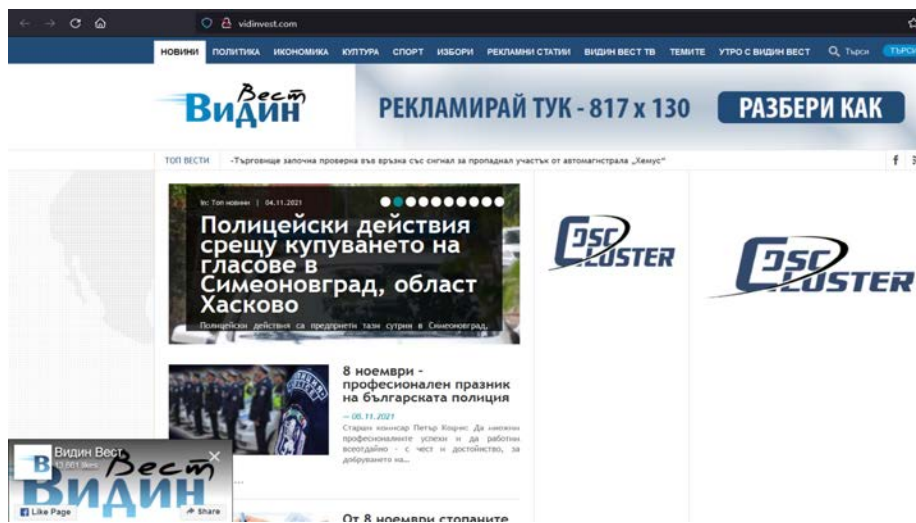 vidinvest.com
НОВИНИ ПОЛИТИКА ИКОНОМИКА КУЛТУРА СПОРТ ИЗБОРИ РЕКЛАМНИ СТАТИИ ВИДИН ВЕСТ ТВ ТЕМИТЕ УТРО С ВИДИН ВЕСТ Търси
Видин Вест
РЕКЛАМИРАЙ ТУК - 817 x 130 РАЗБЕРИ КАК
ТОП ВЕСТИ -Търговище започна проверка във връзка със сигнал за пропаднал участък от автомагистрала „Хемус“
In: Топ новини | 04.11.2021
Полицейски действия
срещу купуването на
гласове в
Симеоновград, област
Хасково
Полицейски действия са предприети тази сутрин в Симеоновград,
DSC
CLUSTER
DSC
CLUSTER
8 ноември -
професионален празник
на българската полиция
— 08.11.2021
Старши комисар Петър
Да множим
професионалните успехи и да работим
всеотдайно - с чест и достойнство, за
добруването на...
...
Видин Вест
likes
Видин Вест
Like Page Share
От 8 ноември стопаните